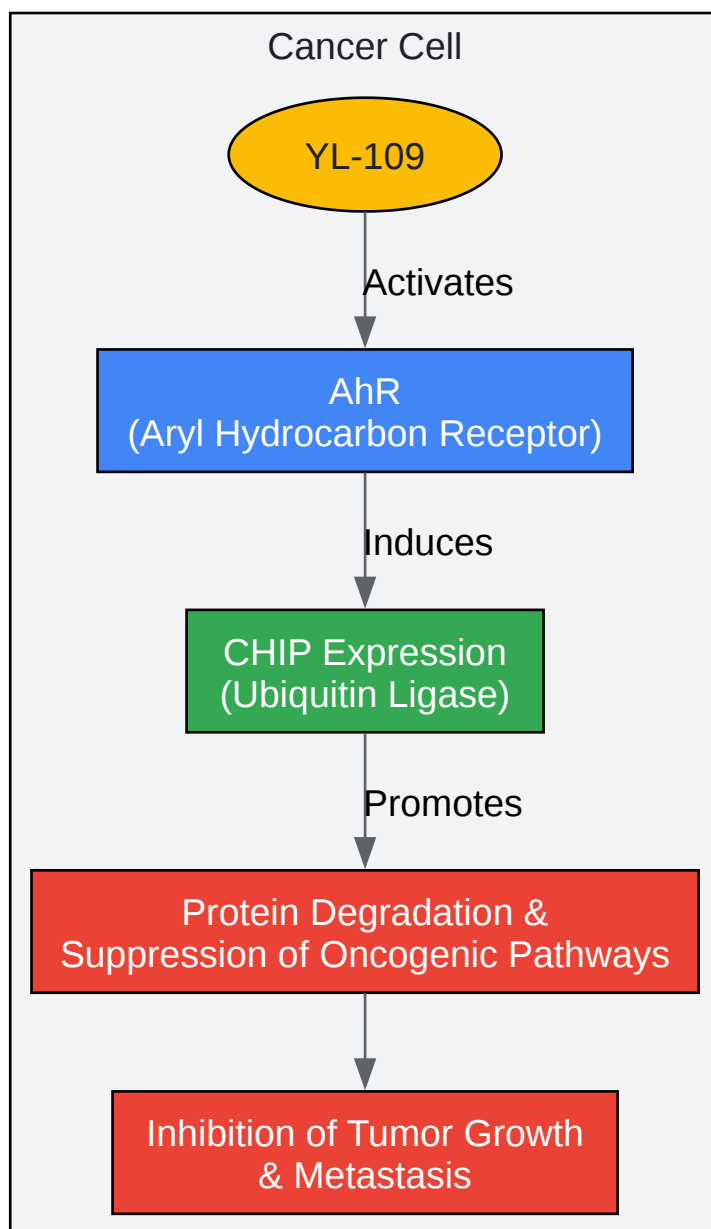 Cancer Cell
YL-109
Activates
AhR
(Aryl Hydrocarbon Receptor)
Induces
CHIP Expression
(Ubiquitin Ligase)
Promotes
Protein Degradation &
Suppression of Oncogenic Pathways
Inhibition of Tumor Growth
& Metastasis